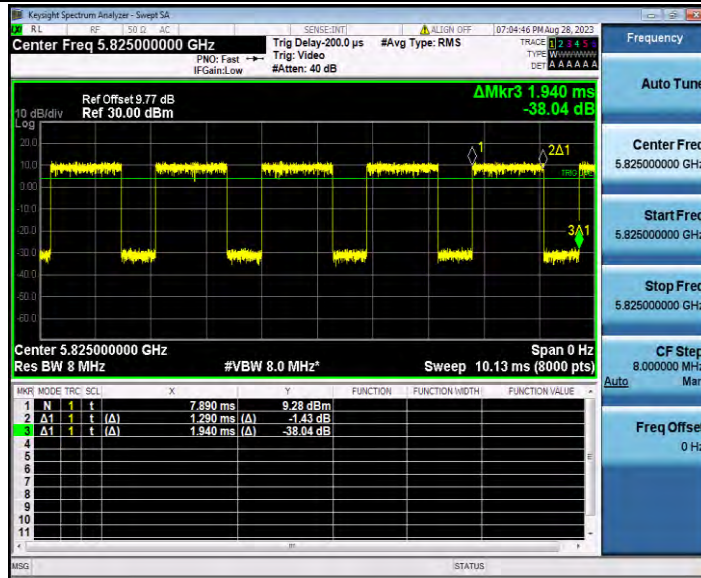 Keysight Spectrum Analyzer - Swept SA
RL RF 50 Ω AC SENSE:INT ALIGN OFF 07:04:46 PM Aug 28, 2023
Center Freq 5.825000000 GHz
PNO: Fast
IFGain:Low
Trig Delay-200.0 µs
Trig: Video
#Atten: 40 dB
#Avg Type: RMS
TRACE 1 2 3 4 5 6
TYPE WWWWWW
DET A A A A A A
Frequency
Auto Tune
Center Freq
5.825000000 GHz
Start Freq
5.825000000 GHz
Stop Freq
5.825000000 GHz
CF Step
8.000000 MHz
Auto Man
Freq Offset
0 Hz
ΔMkr3 1.940 ms
-38.04 dB
Ref Offset 9.77 dB
10 dB/div Ref 30.00 dBm
Log
20.0
10.0
0.00
-10.0
-20.0
-30.0
-40.0
-50.0
-60.0
1
2Δ1
3Δ1
Center 5.825000000 GHz Span 0 Hz
Res BW 8 MHz #VBW 8.0 MHz* Sweep 10.13 ms (8000 pts)
MKR MODE TRC SCL X Y FUNCTION FUNCTION WIDTH FUNCTION VALUE
1 N 1 t 7.890 ms 9.28 dBm
2 Δ1 1 t (Δ) 1.290 ms (Δ) -1.43 dB
3 Δ1 1 t (Δ) 1.940 ms (Δ) -38.04 dB
4
5
6
7
8
9
10
11
MSG STATUS